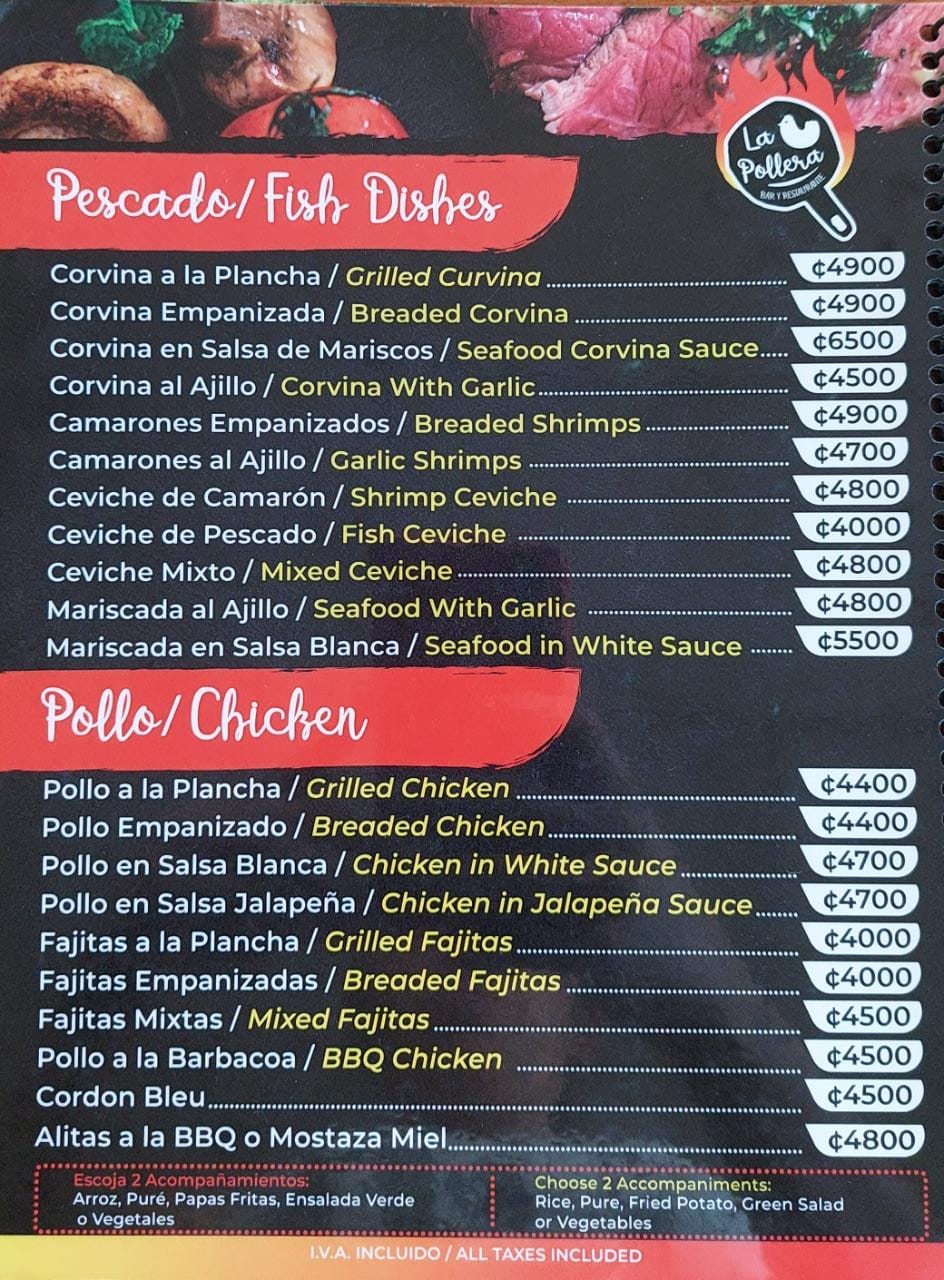 La
Pollera
BAR Y RESTAURANTE
Pescado/Fish Dishes
Corvina a la Plancha / Grilled Curvina ₡4900
Corvina Empanizada / Breaded Corvina ₡4900
Corvina en Salsa de Mariscos / Seafood Corvina Sauce ₡6500
Corvina al Ajillo / Corvina With Garlic ₡4500
Camarones Empanizados / Breaded Shrimps ₡4900
Camarones al Ajillo / Garlic Shrimps ₡4700
Ceviche de Camarón / Shrimp Ceviche ₡4800
Ceviche de Pescado / Fish Ceviche ₡4000
Ceviche Mixto / Mixed Ceviche ₡4800
Mariscada al Ajillo / Seafood With Garlic ₡4800
Mariscada en Salsa Blanca / Seafood in White Sauce ₡5500
Pollo/Chicken
Pollo a la Plancha / Grilled Chicken ₡4400
Pollo Empanizado / Breaded Chicken ₡4400
Pollo en Salsa Blanca / Chicken in White Sauce ₡4700
Pollo en Salsa Jalapeña / Chicken in Jalapeña Sauce ₡4700
Fajitas a la Plancha / Grilled Fajitas ₡4000
Fajitas Empanizadas / Breaded Fajitas ₡4000
Fajitas Mixtas / Mixed Fajitas ₡4500
Pollo a la Barbacoa / BBQ Chicken ₡4500
Cordon Bleu ₡4500
Alitas a la BBQ o Mostaza Miel ₡4800
Escoja 2 Acompañamientos:
Arroz, Puré, Papas Fritas, Ensalada Verde
o Vegetales
Choose 2 Accompaniments:
Rice, Pure, Fried Potato, Green Salad
or Vegetables
I.V.A. INCLUIDO / ALL TAXES INCLUDED